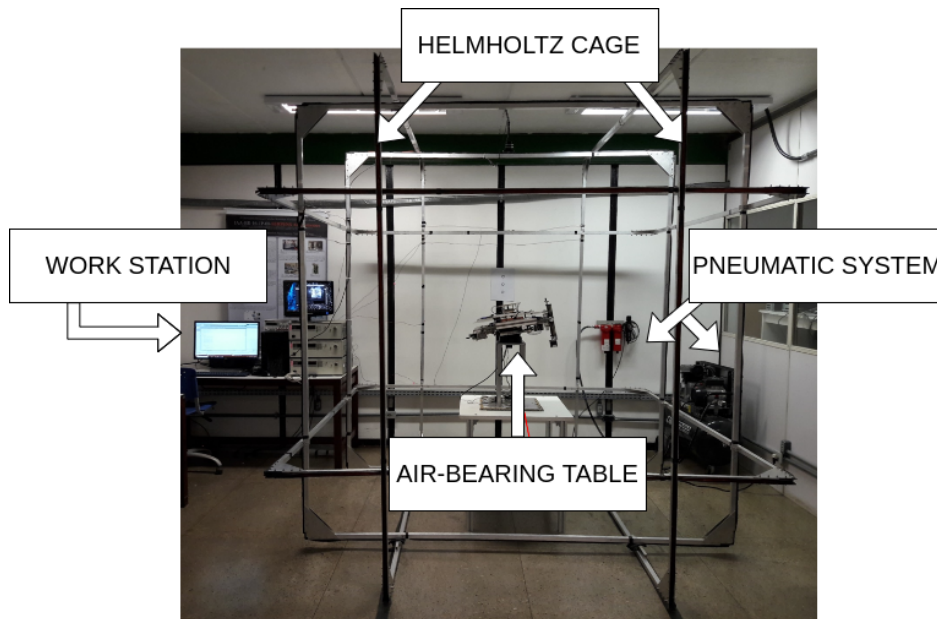 HELMHOLTZ CAGE
WORK STATION
PNEUMATIC SYSTEM
AIR-BEARING TABLE